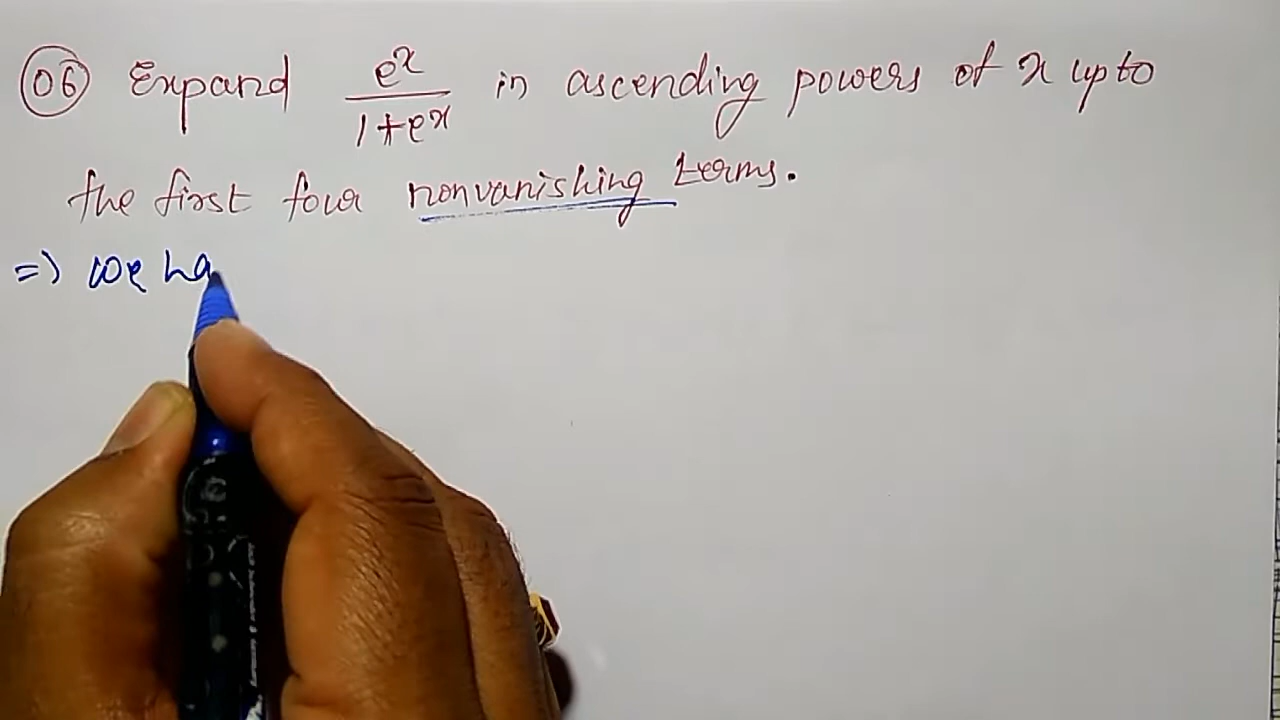 06 Expand e^x / 1+e^x in ascending powers of x upto
the first four nonvanishing terms.
=) we ha